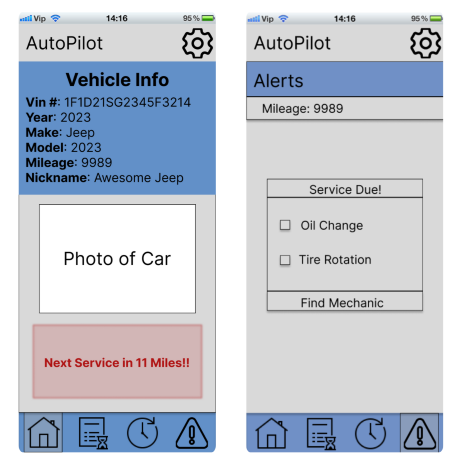 Vip 14:16 95 %
AutoPilot
Vehicle Info
Vin #: 1F1D21SG2345F3214
Year: 2023
Make: Jeep
Model: 2023
Mileage: 9989
Nickname: Awesome Jeep
Photo of Car
Next Service in 11 Miles!!
Vip 14:16 95 %
AutoPilot
Alerts
Mileage: 9989
Service Due!
Oil Change
Tire Rotation
Find Mechanic